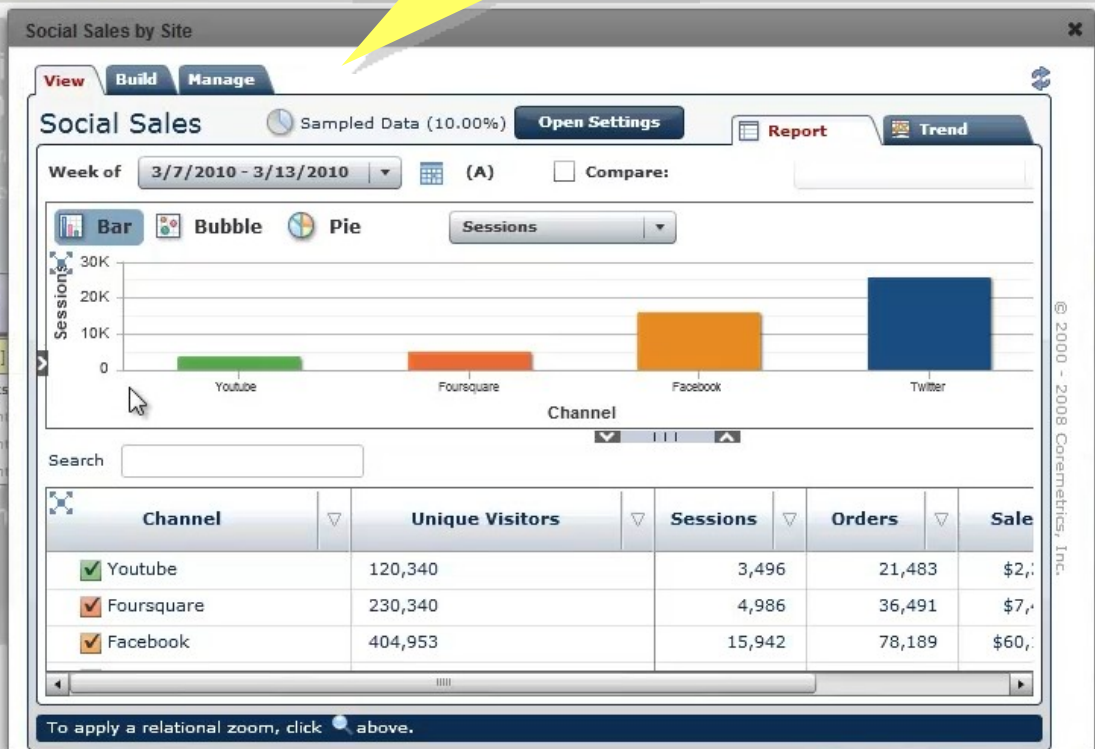 Social Sales by Site
View Build Manage
Social Sales Sampled Data (10.00%) Open Settings Report Trend
Week of 3/7/2010 - 3/13/2010 (A) Compare:
Bar Bubble Pie Sessions
Sessions
30K
20K
10K
0
Youtube Foursquare Facebook Twitter
Channel
Search
Channel Unique Visitors Sessions Orders Sale
Youtube 120,340 3,496 21,483 $2,
Foursquare 230,340 4,986 36,491 $7,
Facebook 404,953 15,942 78,189 $60,
To apply a relational zoom, click above.
© 2000 - 2008 Coremetrics, Inc.